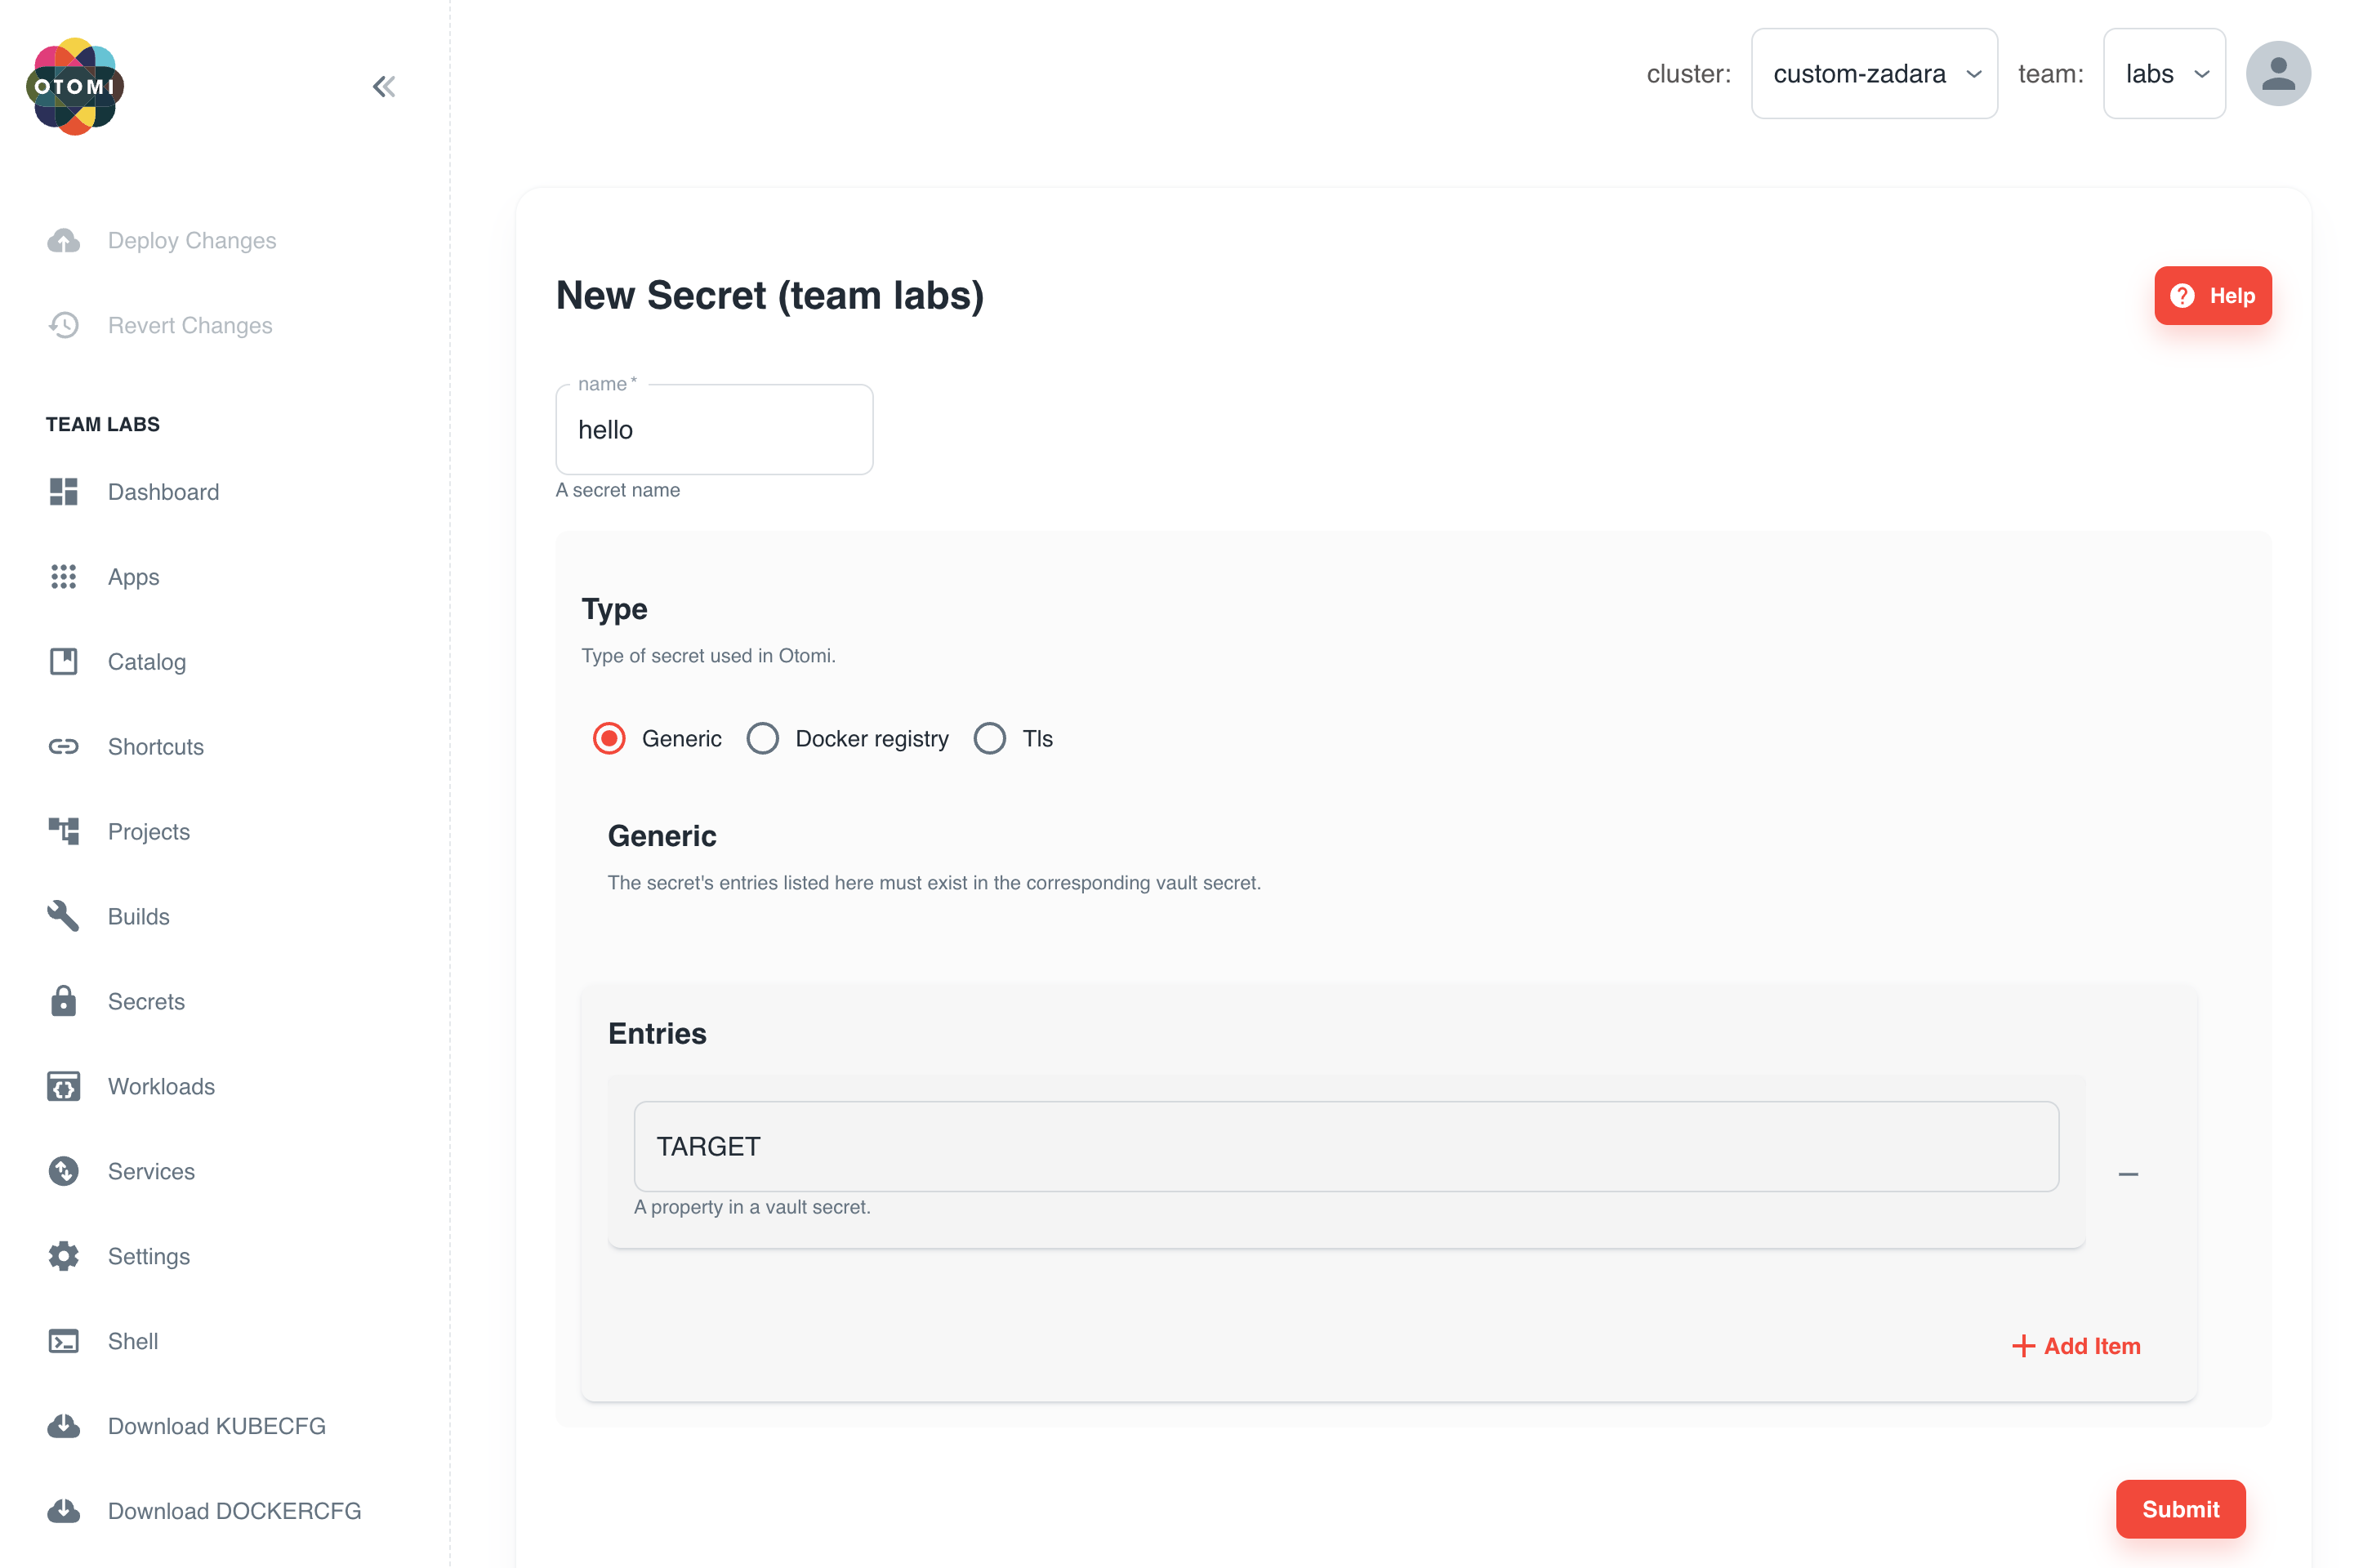 OTOMI
cluster: custom-zadara team: labs
Deploy Changes
Revert Changes
TEAM LABS
Dashboard
Apps
Catalog
Shortcuts
Projects
Builds
Secrets
Workloads
Services
Settings
Shell
Download KUBECFG
Download DOCKERCFG
New Secret (team labs)
Help
name *
hello
A secret name
Type
Type of secret used in Otomi.
Generic Docker registry Tls
Generic
The secret's entries listed here must exist in the corresponding vault secret.
Entries
TARGET
A property in a vault secret.
Add Item
Submit